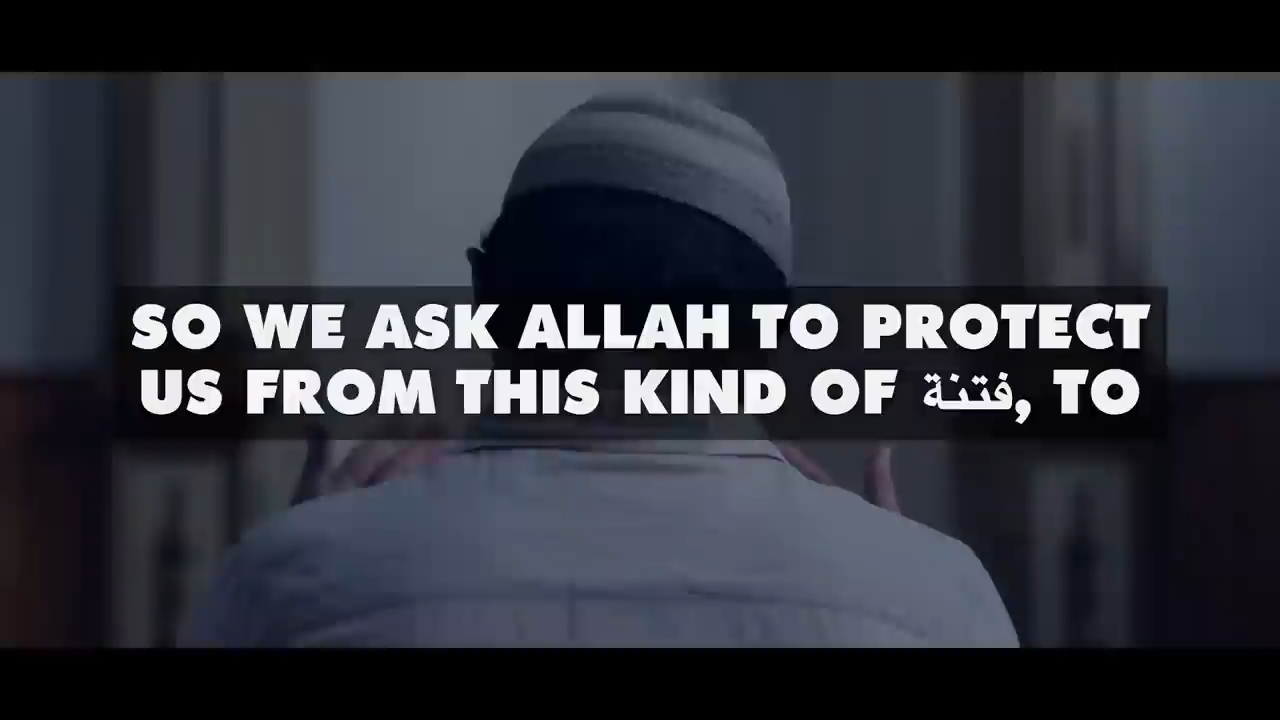 SO WE ASK ALLAH TO PROTECT
US FROM THIS KIND OF فتنة, TO